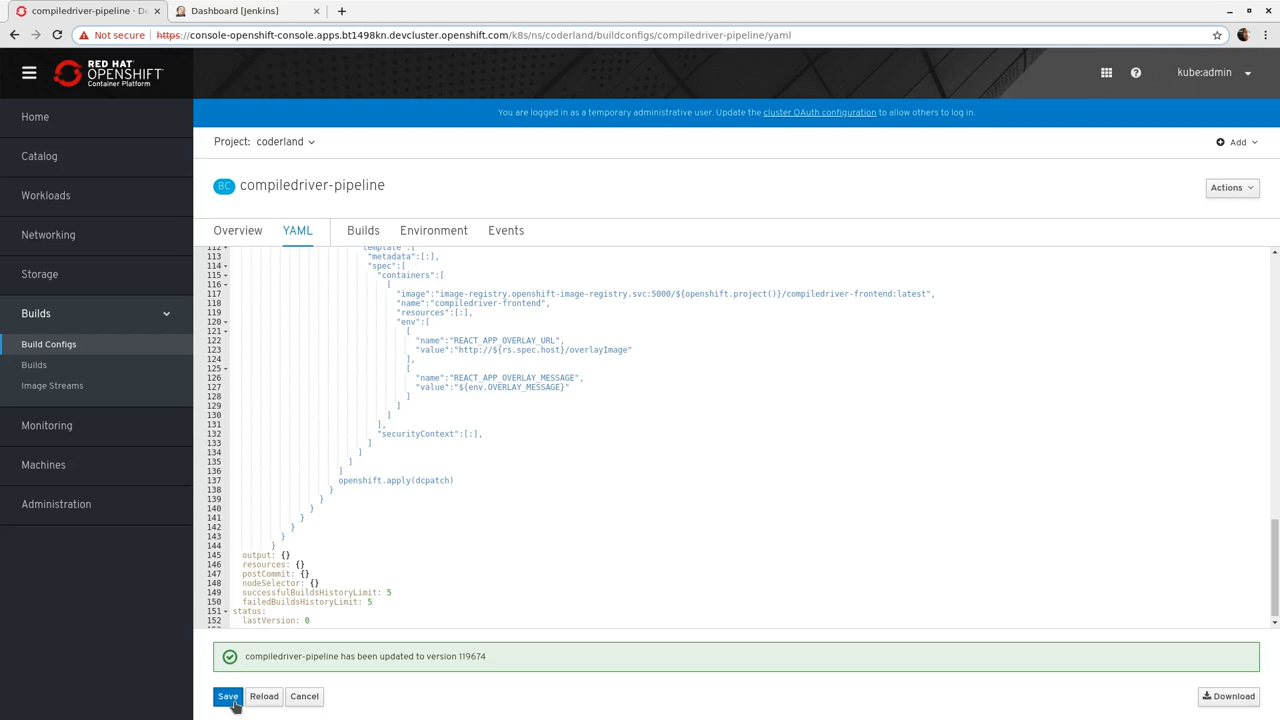 compiledriver-pipeline · De
Dashboard [Jenkins]
Not secure
https://console-openshift-console.apps.bt1498kn.devcluster.openshift.com/k8s/ns/coderland/buildconfigs/compiledriver-pipeline/yaml
RED HAT
OPENSHIFT
Container Platform
kube:admin
You are logged in as a temporary administrative user. Update the cluster OAuth configuration to allow others to log in.
Home
Catalog
Workloads
Networking
Storage
Builds
Build Configs
Builds
Image Streams
Monitoring
Machines
Administration
Project: coderland
Add
BC compiledriver-pipeline
Actions
Overview YAML Builds Environment Events
112 "template":[
113 "metadata":[:],
114 "spec":[
115 "containers":[
116 [
117 "image":"image-registry.openshift-image-registry.svc:5000/${openshift.project()}/compiledriver-frontend:latest",
118 "name":"compiledriver-frontend",
119 "resources":[:],
120 "env":[
121 [
122 "name":"REACT_APP_OVERLAY_URL",
123 "value":"http://${rs.spec.host}/overlayImage"
124 ],
125 [
126 "name":"REACT_APP_OVERLAY_MESSAGE",
127 "value":"${env.OVERLAY_MESSAGE}"
128 ]
129 ]
130 ]
131 ],
132 "securityContext":[:],
133 ]
134 ]
135 ]
136 ]
137 openshift.apply(dcpatch)
138 }
139 }
140 }
141 }
142 }
143 }
144 }
145 output: {}
146 resources: {}
147 postCommit: {}
148 nodeSelector: {}
149 successfulBuildsHistoryLimit: 5
150 failedBuildsHistoryLimit: 5
151 status:
152 lastVersion: 0
compiledriver-pipeline has been updated to version 119674
Save Reload Cancel
Download